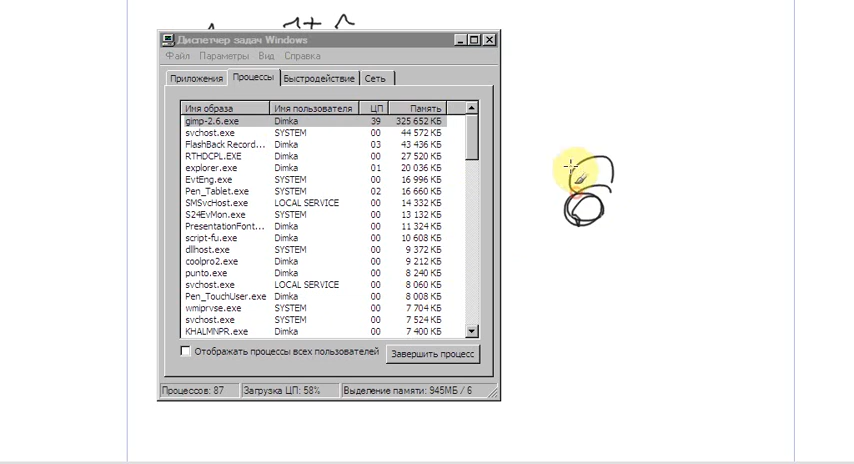 Диспетчер задач Windows
Файл Параметры Вид Справка
Приложения Процессы Быстродействие Сеть
Имя образа Имя пользователя ЦП Память
gimp-2.6.exe Dimka 39 325 652 КБ
svchost.exe SYSTEM 00 44 572 КБ
FlashBack Record... Dimka 03 43 436 КБ
RTHDCPL.EXE Dimka 00 27 520 КБ
explorer.exe Dimka 01 20 036 КБ
EvtEng.exe SYSTEM 00 16 996 КБ
Pen_Tablet.exe SYSTEM 02 16 660 КБ
SMSvcHost.exe LOCAL SERVICE 00 14 332 КБ
S24EvMon.exe SYSTEM 00 13 132 КБ
PresentationFont... Dimka 00 11 324 КБ
script-fu.exe Dimka 00 10 608 КБ
dllhost.exe SYSTEM 00 9 372 КБ
coolpro2.exe Dimka 00 9 212 КБ
punto.exe Dimka 00 8 240 КБ
svchost.exe LOCAL SERVICE 00 8 060 КБ
Pen_TouchUser.exe Dimka 00 8 008 КБ
wmiprvse.exe SYSTEM 00 7 704 КБ
svchost.exe SYSTEM 00 7 524 КБ
KHALMNPR.exe Dimka 00 7 400 КБ
Отображать процессы всех пользователей Завершить процесс
Процессов: 87 Загрузка ЦП: 58% Выделение памяти: 945МБ / 6